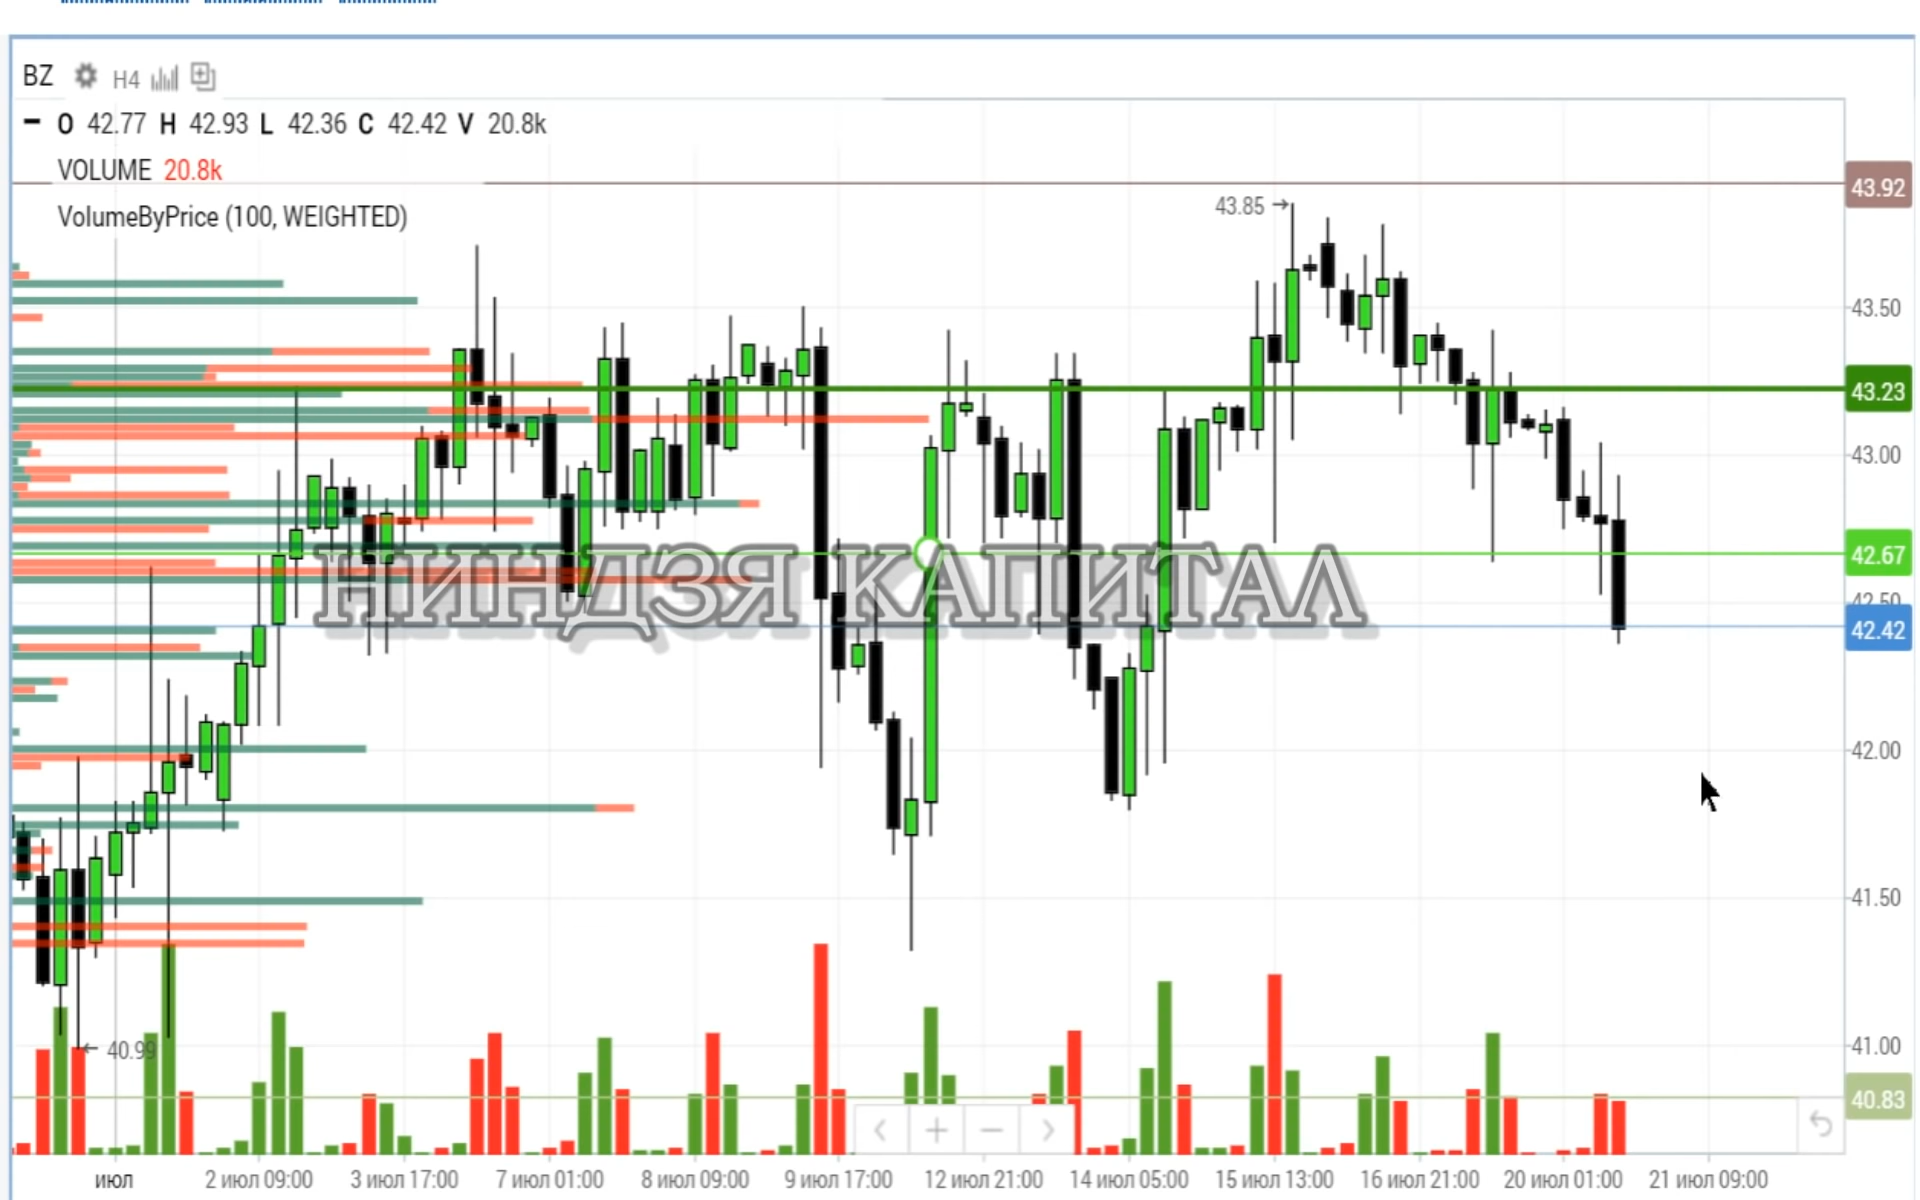 BZ H4
O 42.77 H 42.93 L 42.36 C 42.42 V 20.8k
VOLUME 20.8k
VolumeByPrice (100, WEIGHTED)
43.92
43.85
43.50
43.23
43.00
42.67
42.50
42.42
НИНДЗЯ КАПИТАЛ
42.00
41.50
40.99
41.00
40.83
июл 2 июл 09:00 3 июл 17:00 7 июл 01:00 8 июл 09:00 9 июл 17:00 12 июл 21:00 14 июл 05:00 15 июл 13:00 16 июл 21:00 20 июл 01:00 21 июл 09:00